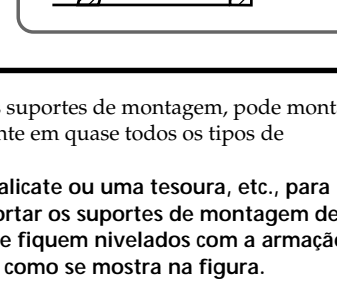 s suportes de montagem, pode mont
nte em quase todos os tipos de
alicate ou uma tesoura, etc., para
ortar os suportes de montagem de
e fiquem nivelados com a armação
como se mostra na figura.